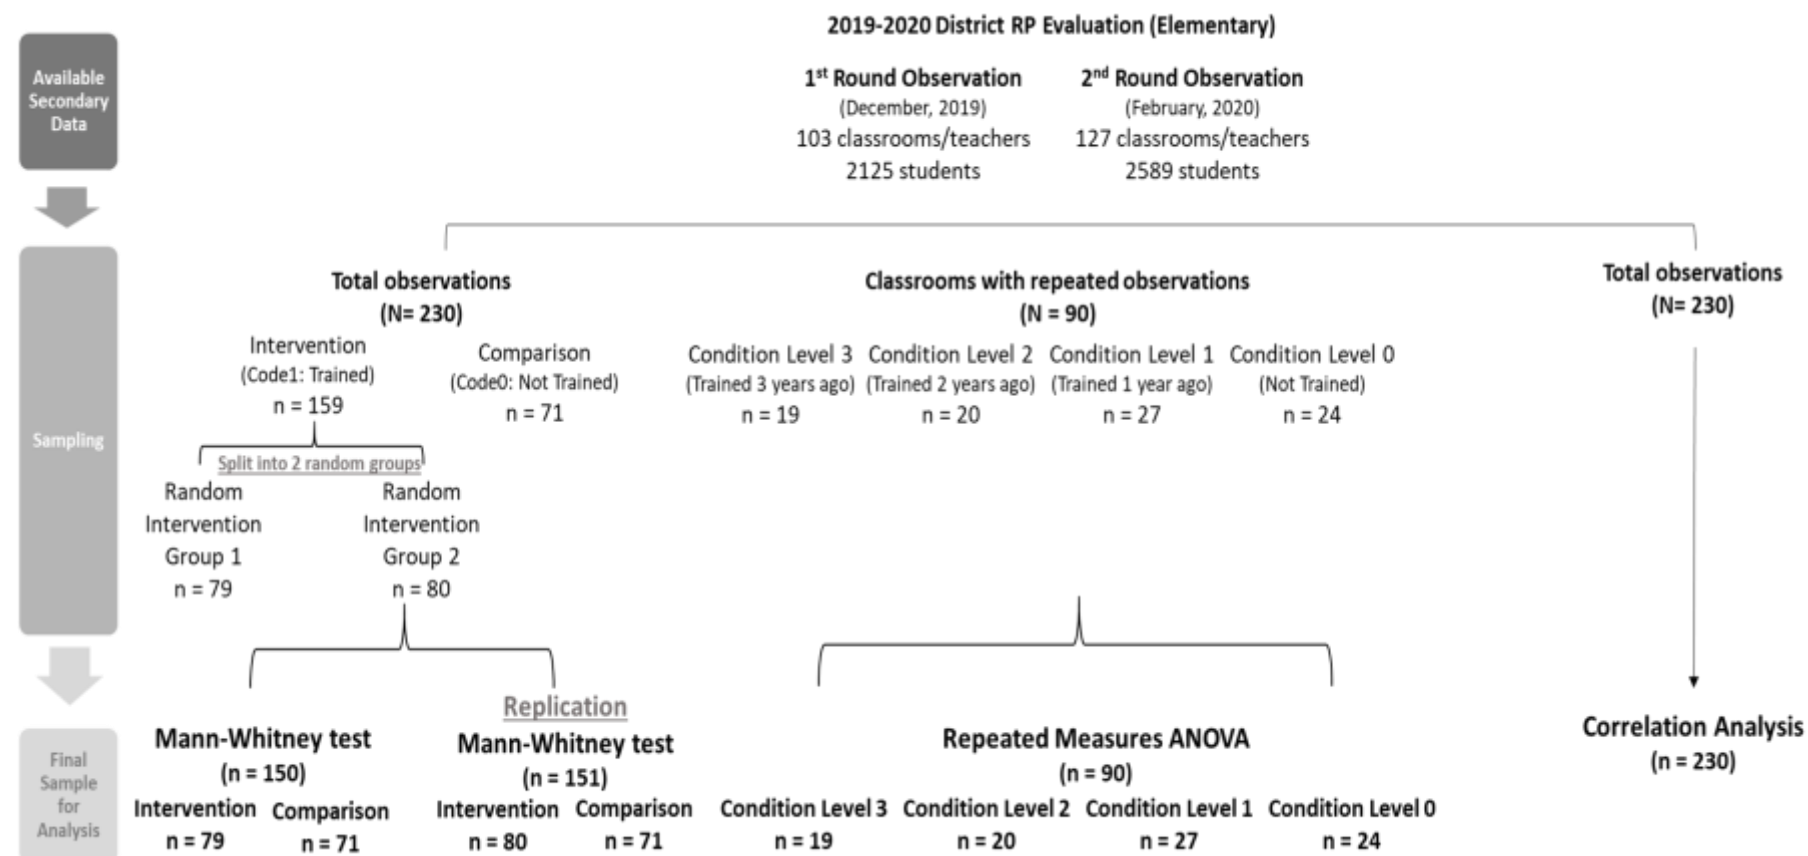 2019-2020 District RP Evaluation (Elementary)
Available
Secondary
Data
1st Round Observation
(December, 2019)
103 classrooms/teachers
2125 students
2nd Round Observation
(February, 2020)
127 classrooms/teachers
2589 students
Sampling
Total observations
(N= 230)
Intervention
(Code1: Trained)
n = 159
Comparison
(Code0: Not Trained)
n = 71
Split into 2 random groups
Random
Intervention
Group 1
n = 79
Random
Intervention
Group 2
n = 80
Classrooms with repeated observations
(N = 90)
Condition Level 3
(Trained 3 years ago)
n = 19
Condition Level 2
(Trained 2 years ago)
n = 20
Condition Level 1
(Trained 1 year ago)
n = 27
Condition Level 0
(Not Trained)
n = 24
Total observations
(N= 230)
Final
Sample
for
Analysis
Mann-Whitney test
(n = 150)
Intervention
n = 79
Comparison
n = 71
Replication
Mann-Whitney test
(n = 151)
Intervention
n = 80
Comparison
n = 71
Repeated Measures ANOVA
(n = 90)
Condition Level 3
n = 19
Condition Level 2
n = 20
Condition Level 1
n = 27
Condition Level 0
n = 24
Correlation Analysis
(n = 230)